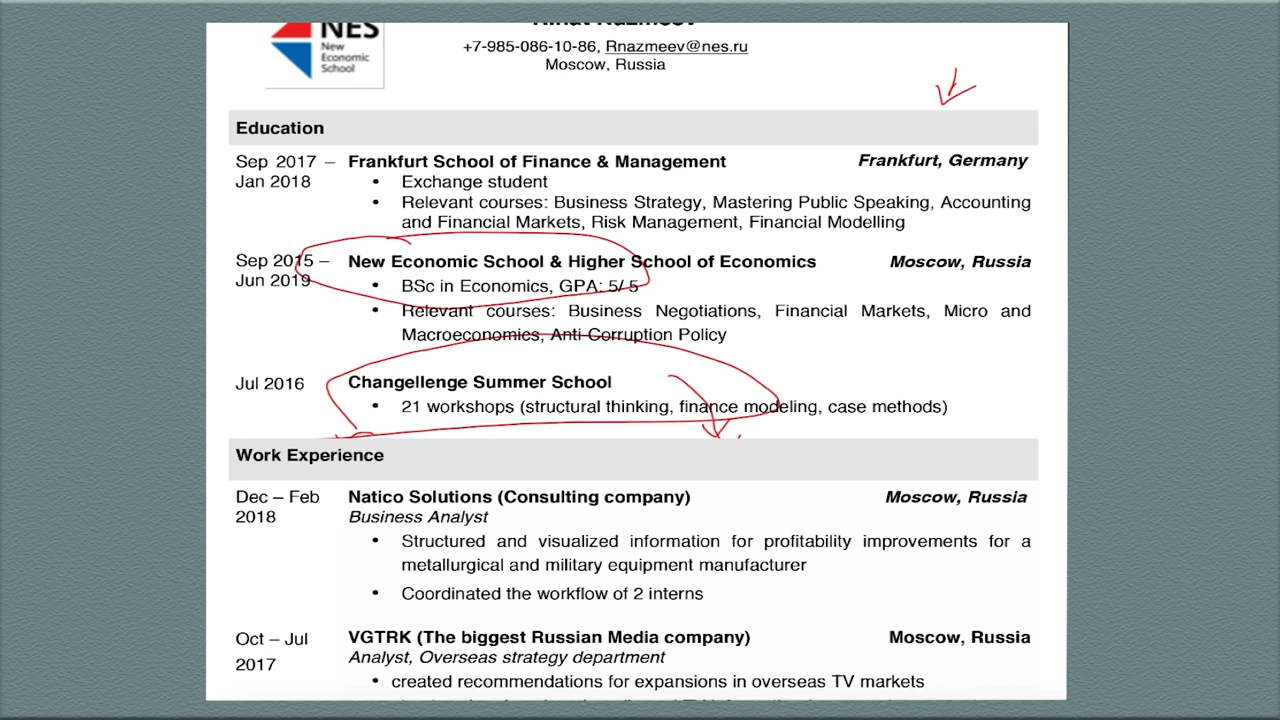 NES
New
Economic
School
+7-985-086-10-86, Rnazmeev@nes.ru
Moscow, Russia
Education
Sep 2017 – Frankfurt School of Finance & Management Frankfurt, Germany
Jan 2018 • Exchange student
• Relevant courses: Business Strategy, Mastering Public Speaking, Accounting
and Financial Markets, Risk Management, Financial Modelling
Sep 2015 – New Economic School & Higher School of Economics Moscow, Russia
Jun 2019 • BSc in Economics, GPA: 5/ 5
• Relevant courses: Business Negotiations, Financial Markets, Micro and
Macroeconomics, Anti-Corruption Policy
Jul 2016 Changellenge Summer School
• 21 workshops (structural thinking, finance modeling, case methods)
Work Experience
Dec – Feb Natico Solutions (Consulting company) Moscow, Russia
2018 Business Analyst
• Structured and visualized information for profitability improvements for a
metallurgical and military equipment manufacturer
• Coordinated the workflow of 2 interns
Oct – Jul VGTRK (The biggest Russian Media company) Moscow, Russia
2017 Analyst, Overseas strategy department
• created recommendations for expansions in overseas TV markets